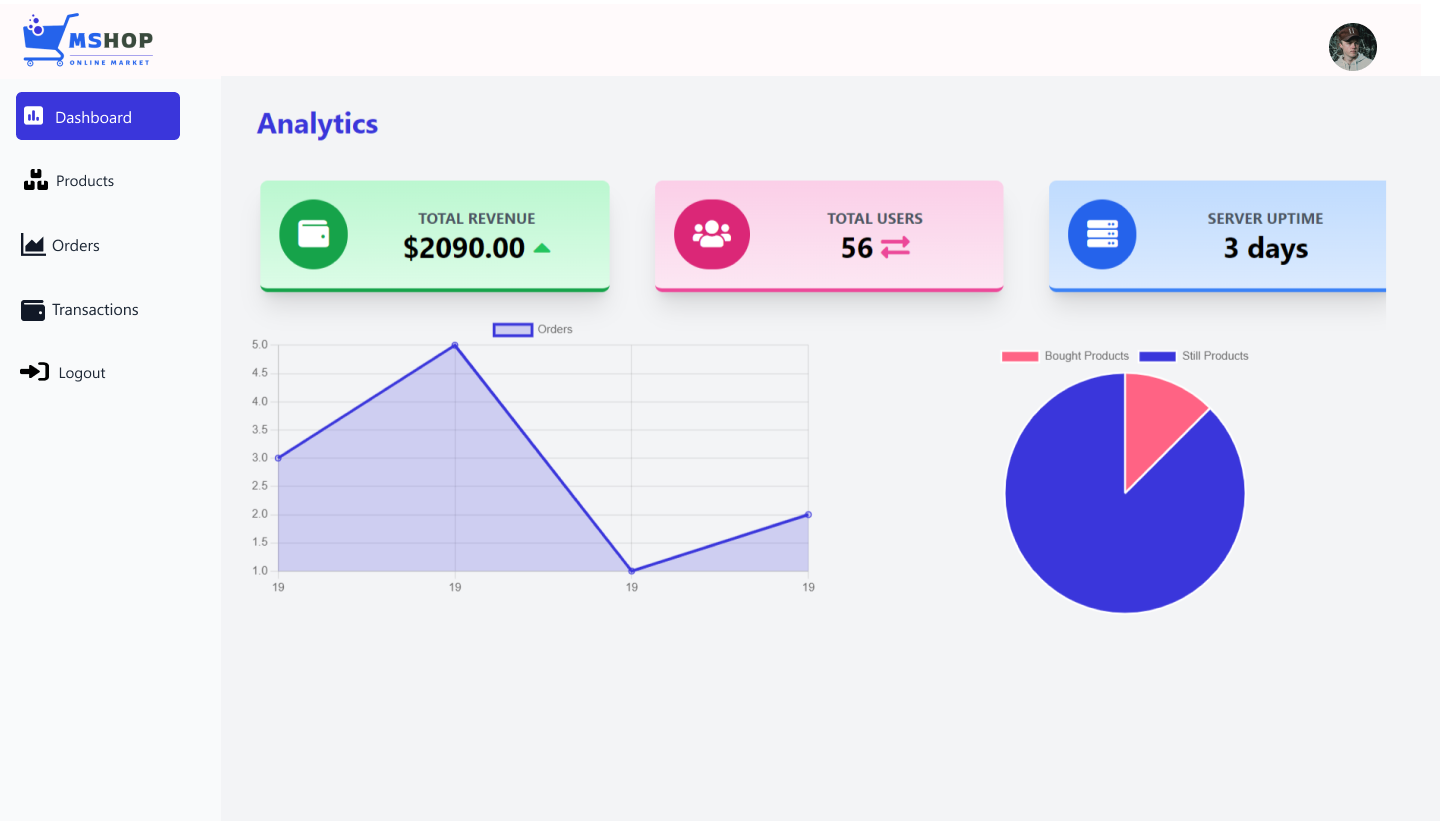 MSHOP
ONLINE MARKET
Dashboard
Products
Orders
Transactions
Logout
Analytics
TOTAL REVENUE
$2090.00
TOTAL USERS
56
SERVER UPTIME
3 days
Orders
5.0
4.5
4.0
3.5
3.0
2.5
2.0
1.5
1.0
19 19 19 19
Bought Products Still Products